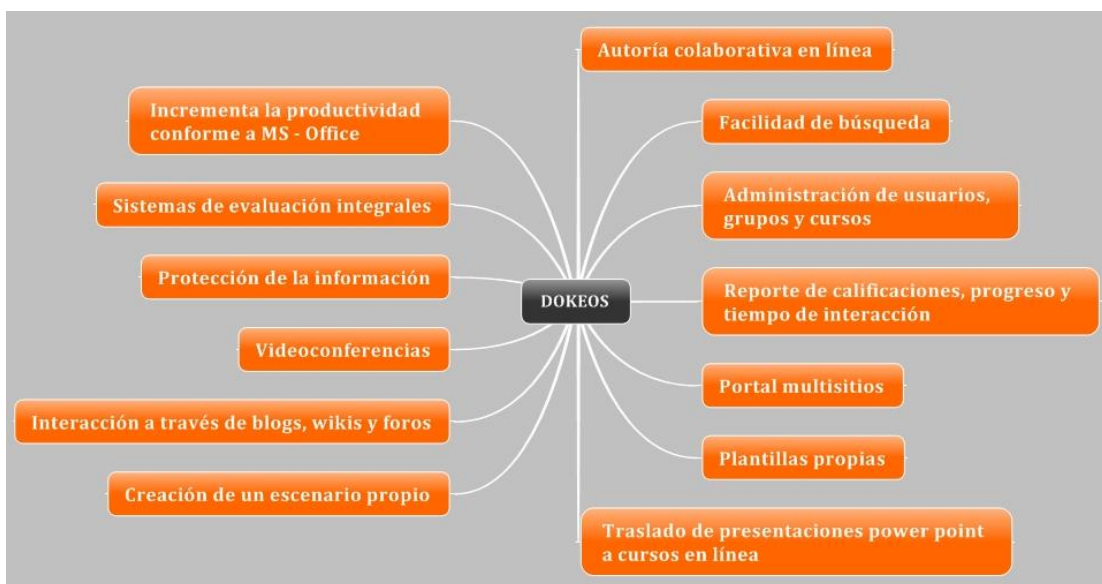 Autoría colaborativa en línea
Incrementa la productividad
conforme a MS - Office
Facilidad de búsqueda
Sistemas de evaluación integrales
Administración de usuarios,
grupos y cursos
Protección de la información
DOKEOS
Reporte de calificaciones, progreso y
tiempo de interacción
Videoconferencias
Portal multisitios
Interacción a través de blogs, wikis y foros
Plantillas propias
Creación de un escenario propio
Traslado de presentaciones power point
a cursos en línea